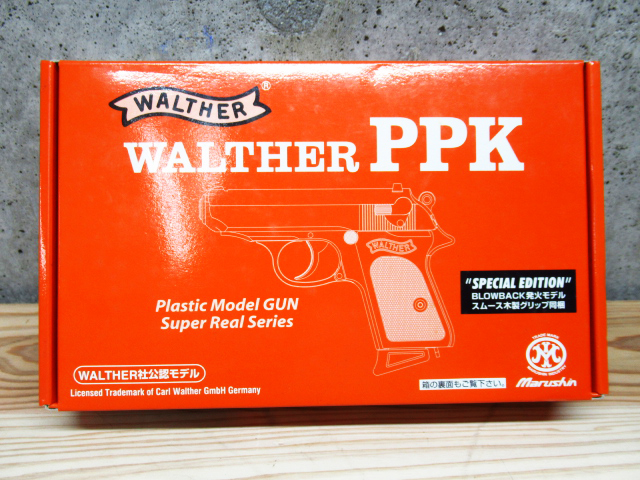 WALTHER
®
WALTHER PPK
WALTHER
Plastic Model GUN
Super Real Series
"SPECIAL EDITION"
BLOWBACK発火モデル
スムース木製グリップ同梱
WALTHER社公認モデル
Licensed Trademark of Carl Walther GmbH Germany
箱の裏面もご覧下さい。
TRADE MARK
Marushin